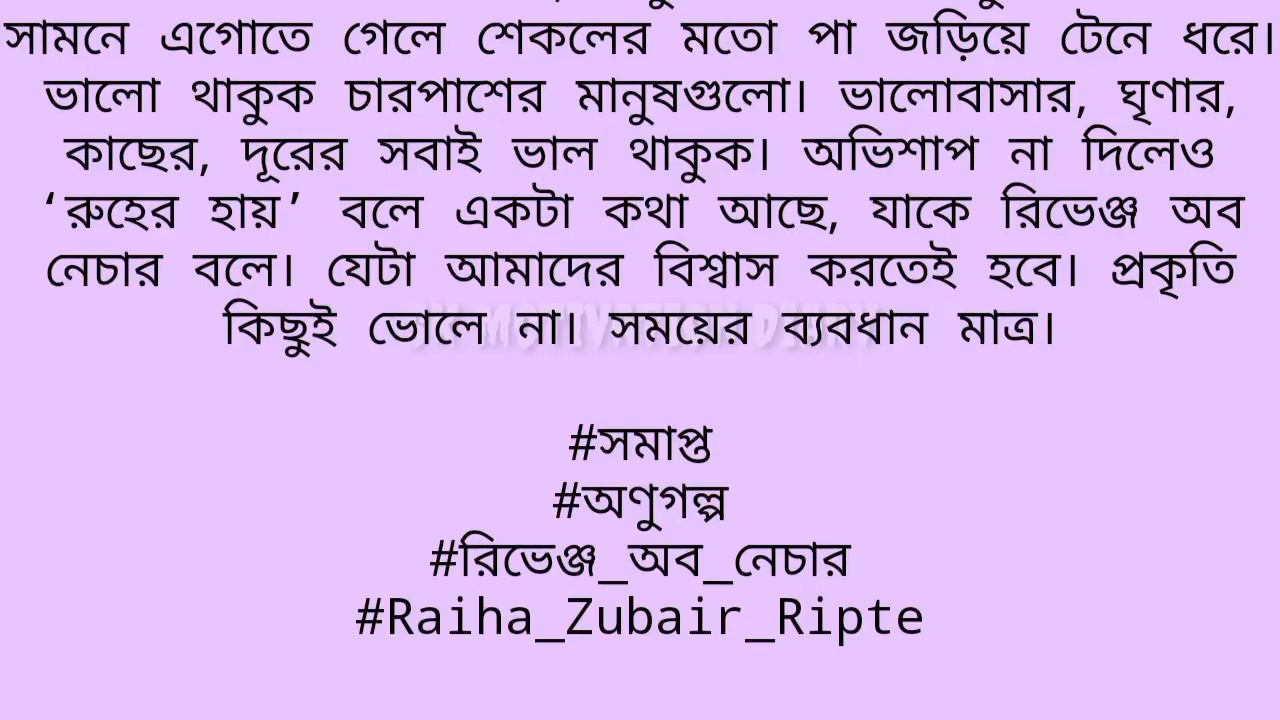 সামনে এগোতে গেলে শেকলের মতো পা জড়িয়ে টেনে ধরে।
ভালো থাকুক চারপাশের মানুষগুলো। ভালোবাসার, ঘৃণার,
কাছের, দূরের সবাই ভাল থাকুক। অভিশাপ না দিলেও
‘রুহের হায়’ বলে একটা কথা আছে, যাকে রিভেঞ্জ অব
নেচার বলে। যেটা আমাদের বিশ্বাস করতেই হবে। প্রকৃতি
কিছুই ভোলে না। সময়ের ব্যবধান মাত্র।
#সমাপ্ত
#অণুগল্প
#রিভেঞ্জ_অব_নেচার
#Raiha_Zubair_Ripte